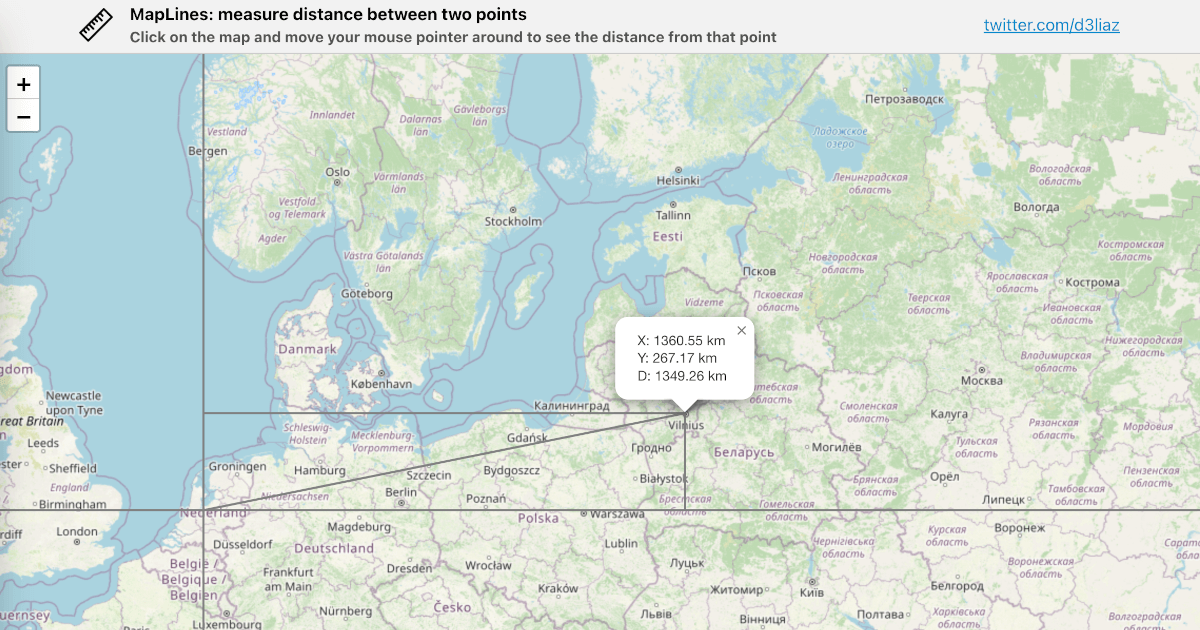 MapLines: measure distance between two points
Click on the map and move your mouse pointer around to see the distance from that point
twitter.com/d3liaz
+
−
Innlandet
Dalarnas
län
Gävleborgs
län
Vestland
Bergen
Oslo
Värmlands
län
Vestfold
og Telemark
Agder
Stockholm
Västra Götalands
län
Göteborg
Helsinki
Tallinn
Eesti
Петрозаводск
Ладожское
озеро
Ленинградская
область
Вологодская
область
Вологда
Новгородская
область
Псков
Псковская
область
Vidzeme
Костромская
область
Ярославская
область
Кострома
Тверская
область
Ивановская
область
Нижегородская
область
Владимирская
область
×
X: 1360.55 km
Y: 267.17 km
D: 1349.26 km
Danmark
København
Newcastle
upon Tyne
reat Britain
Leeds
Sheffield
England
Birmingham
London
rdiff
uernsey
Калининград
Vilnius
тебская
область
Москва
Смоленская
область
Калуга
Рязанская
область
Мордовия
Тульская
область
Пензенская
область
Schleswig-
Holstein
Mecklenburg-
Vorpommern
Gdańsk
Гродно
Беларусь
Могилёв
Groningen
Hamburg
Szczecin
Bydgoszcz
Białystok
Брянская
область
Орёл
Липецк
Тамбовская
область
Niedersachsen
Berlin
Poznań
Брестская
область
Гомельская
область
Nederland
Magdeburg
Polska
Warszawa
Курская
область
Воронеж
Düsseldorf
Deutschland
Lublin
Чернігівська
область
Воронежская
область
België /
Belgique /
Belgien
Frankfurt
am Main
Dresden
Wrocław
Луцьк
Житомир
Київ
Белгород
Kraków
Nürnberg
Česko
Львів
Вінниця
Полтава
Харківська
область
Волгоградская
область
Luxembourg